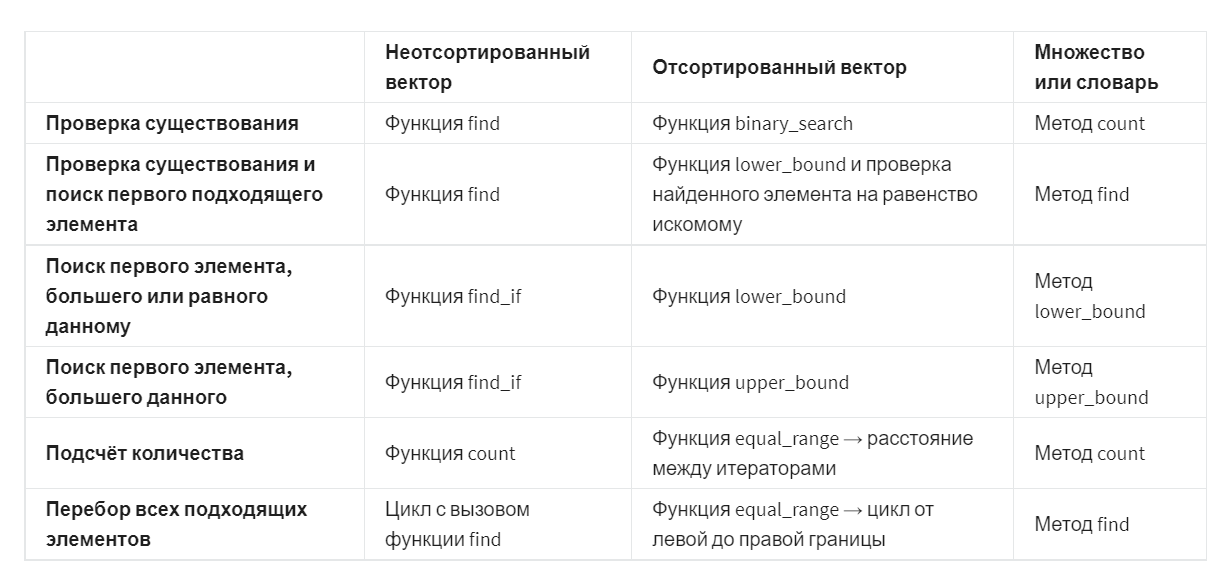 Неотсортированный
вектор
Отсортированный вектор
Множество
или словарь
Проверка существования
Функция find
Функция binary_search
Метод count
Проверка существования и
поиск первого подходящего
элемента
Функция find
Функция lower_bound и проверка
найденного элемента на равенство
искомому
Метод find
Поиск первого элемента,
большего или равного
данному
Функция find_if
Функция lower_bound
Метод
lower_bound
Поиск первого элемента,
большего данного
Функция find_if
Функция upper_bound
Метод
upper_bound
Подсчёт количества
Функция count
Функция equal_range → расстояние
между итераторами
Метод count
Перебор всех подходящих
элементов
Цикл с вызовом
функции find
Функция equal_range → цикл от
левой до правой границы
Метод find